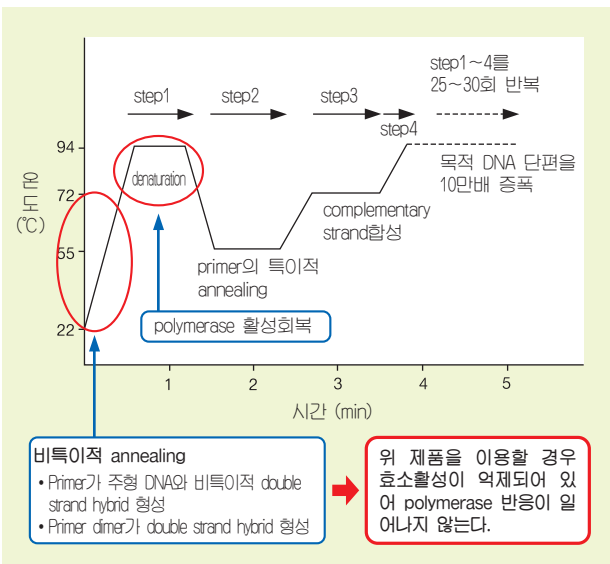 step1~4를
25~30회 반복
step1
step2
step3
step4
94
72
55
22
온도
(℃)
denaturation
목적 DNA 단편을
10만배 증폭
complementary
strand합성
primer의 특이적
annealing
polymerase 활성회복
1
2
3
4
5
시간 (min)
비특이적 annealing
• Primer가 주형 DNA와 비특이적 double
strand hybrid 형성
• Primer dimer가 double strand hybrid 형성
위 제품을 이용할 경우
효소활성이 억제되어 있
어 polymerase 반응이 일
어나지 않는다.